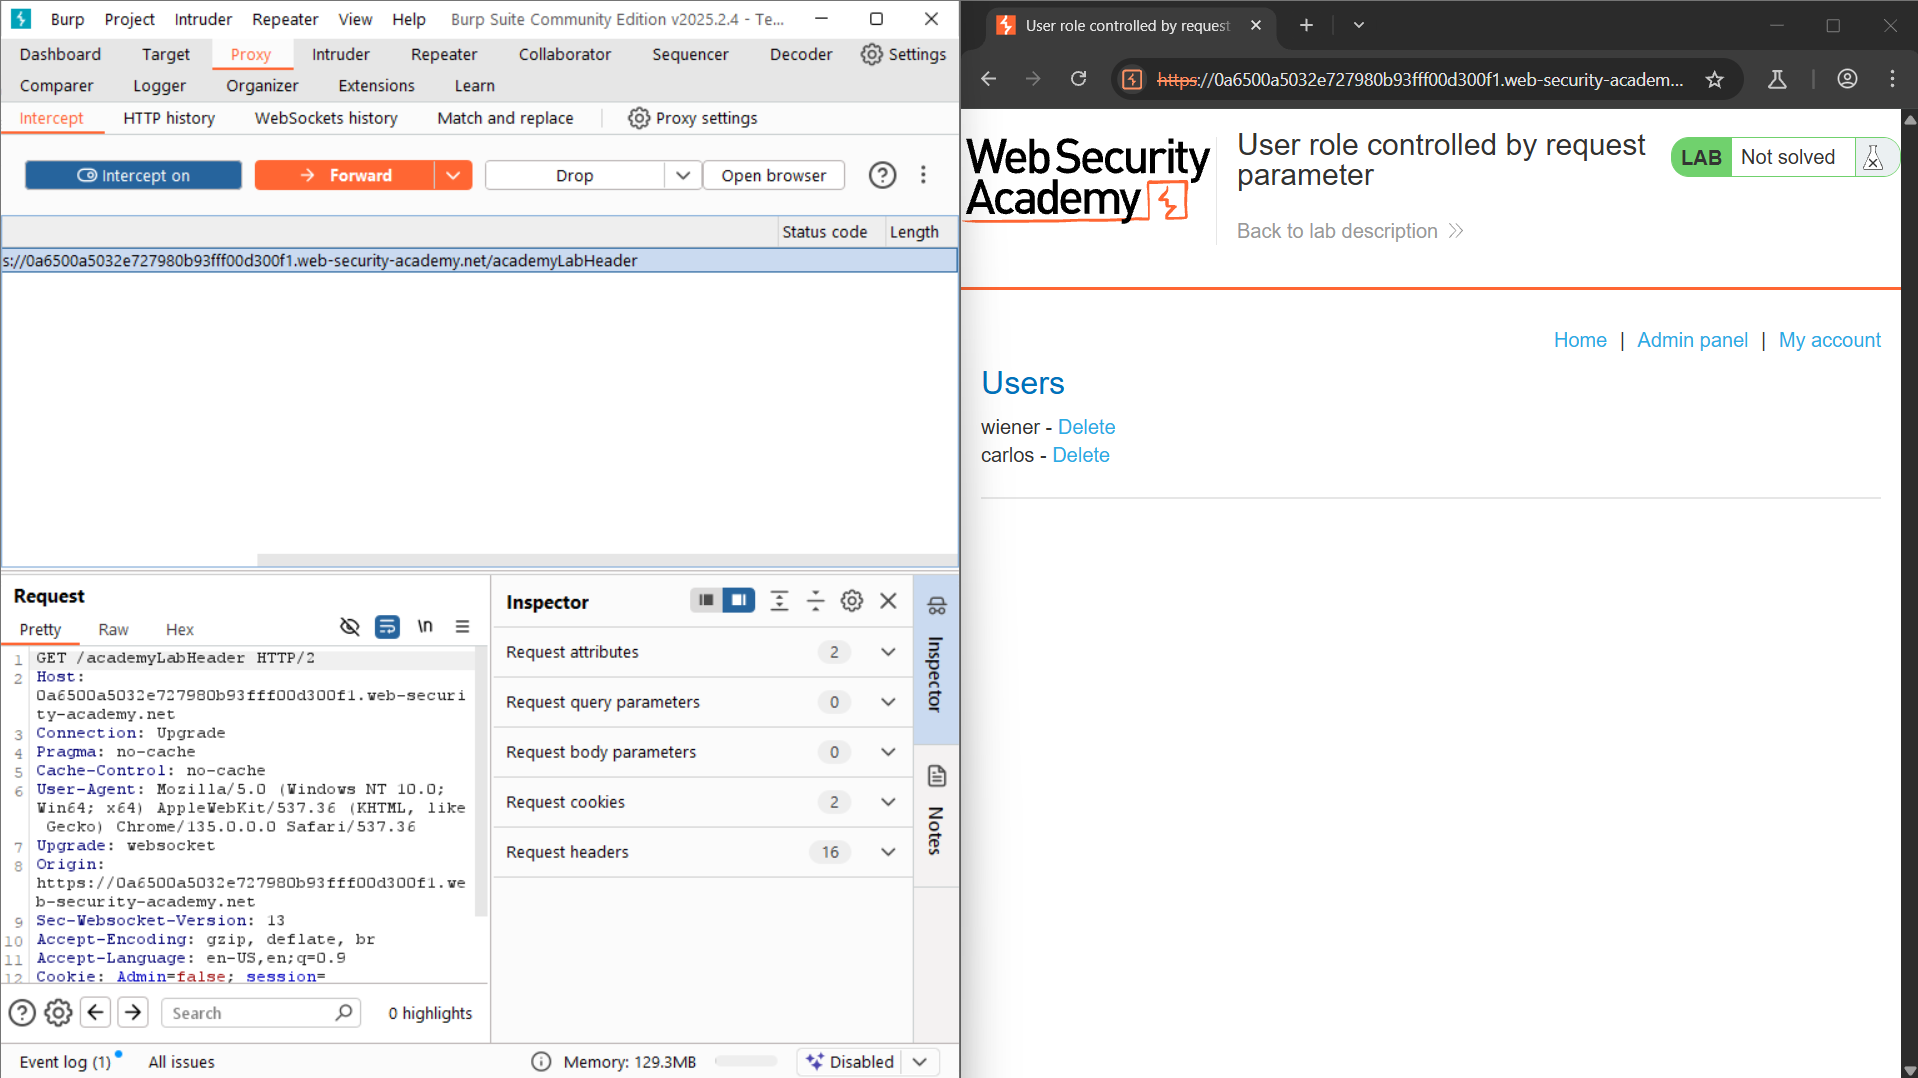 Burp Project Intruder Repeater View Help Burp Suite Community Edition v2025.2.4 - Te...
Dashboard Target Proxy Intruder Repeater Collaborator Sequencer Decoder Settings
Comparer Logger Organizer Extensions Learn
Intercept HTTP history WebSockets history Match and replace Proxy settings
Intercept on Forward Drop Open browser
Status code Length
s://0a6500a5032e727980b93fff00d300f1.web-security-academy.net/academyLabHeader
Request
Pretty Raw Hex \n
1 GET /academyLabHeader HTTP/2
2 Host:
0a6500a5032e727980b93fff00d300f1.web-securi
ty-academy.net
3 Connection: Upgrade
4 Pragma: no-cache
5 Cache-Control: no-cache
6 User-Agent: Mozilla/5.0 (Windows NT 10.0;
Win64; x64) AppleWebKit/537.36 (KHTML, like
Gecko) Chrome/135.0.0.0 Safari/537.36
7 Upgrade: websocket
8 Origin:
https://0a6500a5032e727980b93fff00d300f1.we
b-security-academy.net
9 Sec-Websocket-Version: 13
10 Accept-Encoding: gzip, deflate, br
11 Accept-Language: en-US,en;q=0.9
12 Cookie: Admin=false; session=
Search
0 highlights
Inspector
Request attributes 2
Request query parameters 0
Request body parameters 0
Request cookies 2
Request headers 16
Inspector
Notes
Event log (1) All issues Memory: 129.3MB Disabled
User role controlled by request
https://0a6500a5032e727980b93fff00d300f1.web-security-academ...
Web Security
Academy
User role controlled by request
parameter
LAB Not solved
Back to lab description
Home | Admin panel | My account
Users
wiener - Delete
carlos - Delete